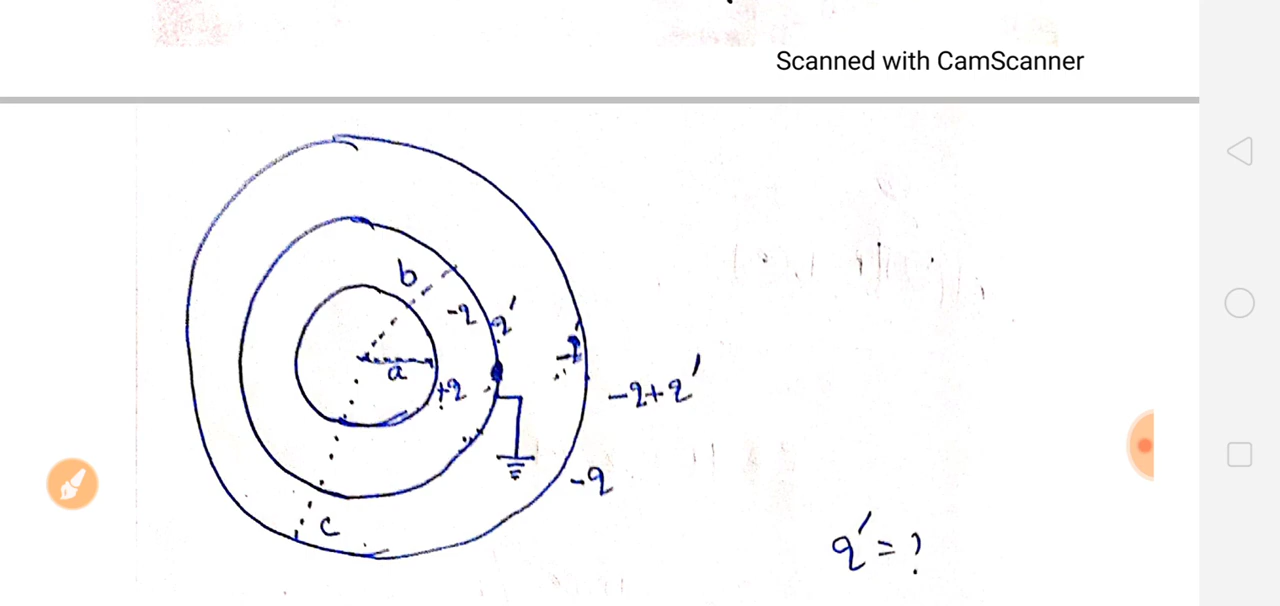 Scanned with CamScanner
b
-q
q'
a
+q
-q+q'
-q
c
q' = ?